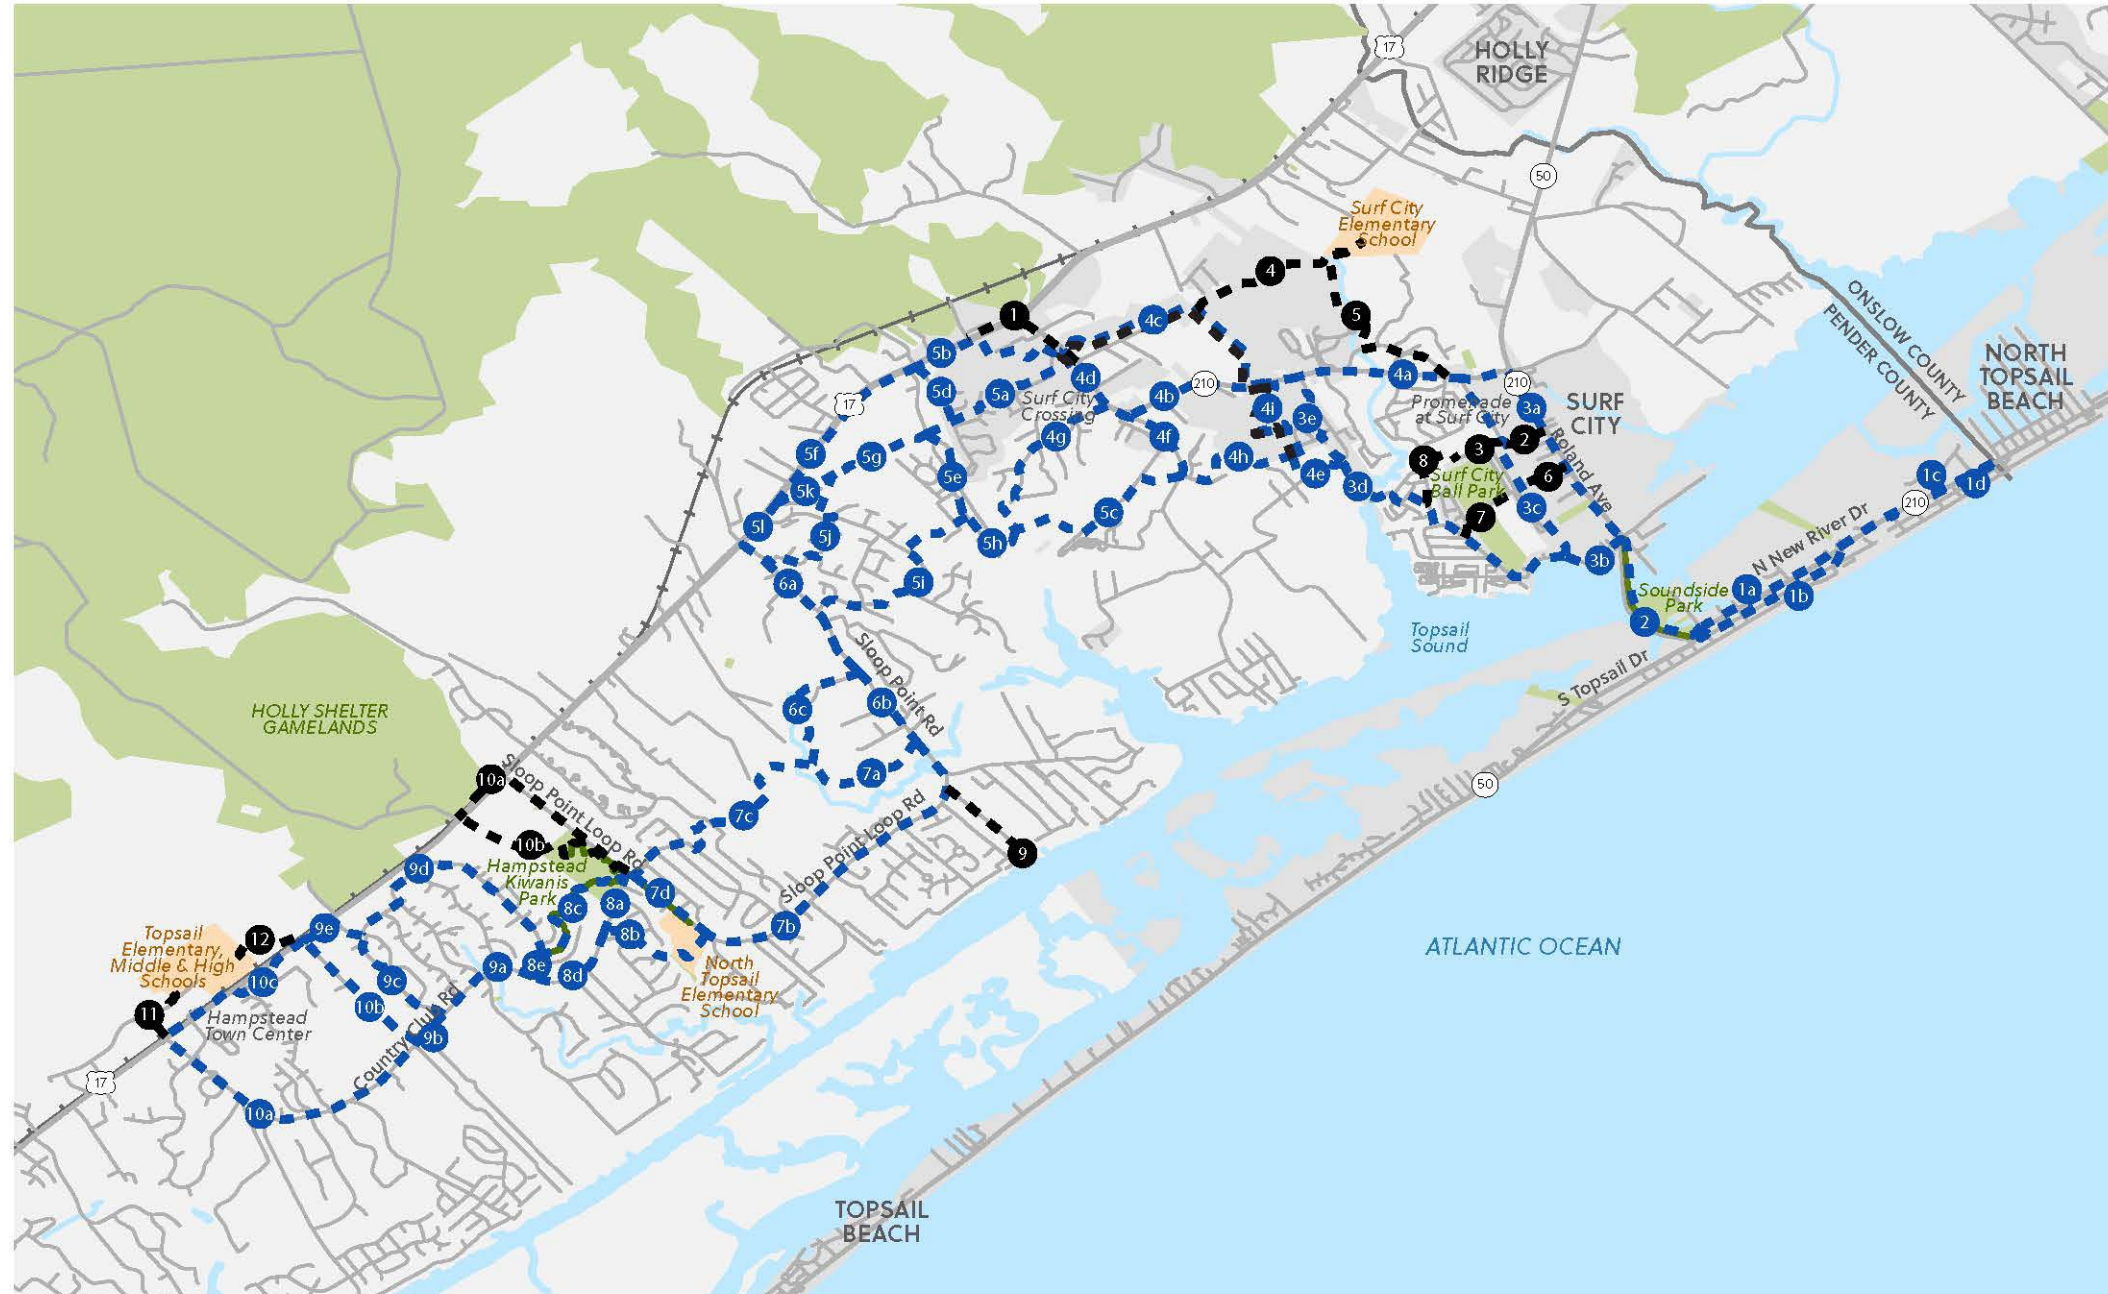 17
HOLLY
RIDGE
50
Surf City
Elementary
School
4
ONSLOW COUNTY
PENDER COUNTY
1
4c
5
NORTH
TOPSAIL
BEACH
5b
4d
210
4a
210
5d
5a
Surf City
Crossing
4b
17
4i
3e
Promenade
at Surf City
3a
SURF
CITY
4g
4f
2
Roland Ave
5f
5g
4h
8
3
5e
4e
3d
Surf City
Ball Park
6
1c
1d
5k
5c
7
3c
210
5l
5j
5h
3b
N New River Dr
6a
5i
Soundside
Park
1a
1b
2
Topsail
Sound
Sloop Point Rd
S Topsail Dr
6c
6b
HOLLY SHELTER
GAMELANDS
10a
Sloop Point Loop Rd
7a
50
7c
Sloop Point Loop Rd
10b
9
9d
Hampstead
Kiwanis
Park
7d
8c
8a
7b
12
9e
8b
Topsail
Elementary,
Middle & High
Schools
ATLANTIC OCEAN
9a
8e
8d
North
Topsail
Elementary
School
10c
9c
10b
11
Hampstead
Town Center
9b
Country Club Rd
17
10a
TOPSAIL
BEACH